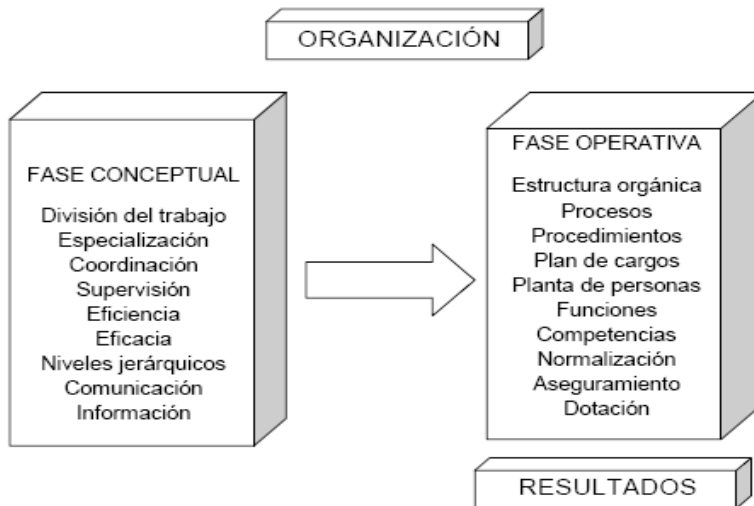 ORGANIZACIÓN
FASE CONCEPTUAL
División del trabajo
Especialización
Coordinación
Supervisión
Eficiencia
Eficacia
Niveles jerárquicos
Comunicación
Información
FASE OPERATIVA
Estructura orgánica
Procesos
Procedimientos
Plan de cargos
Planta de personas
Funciones
Competencias
Normalización
Aseguramiento
Dotación
RESULTADOS